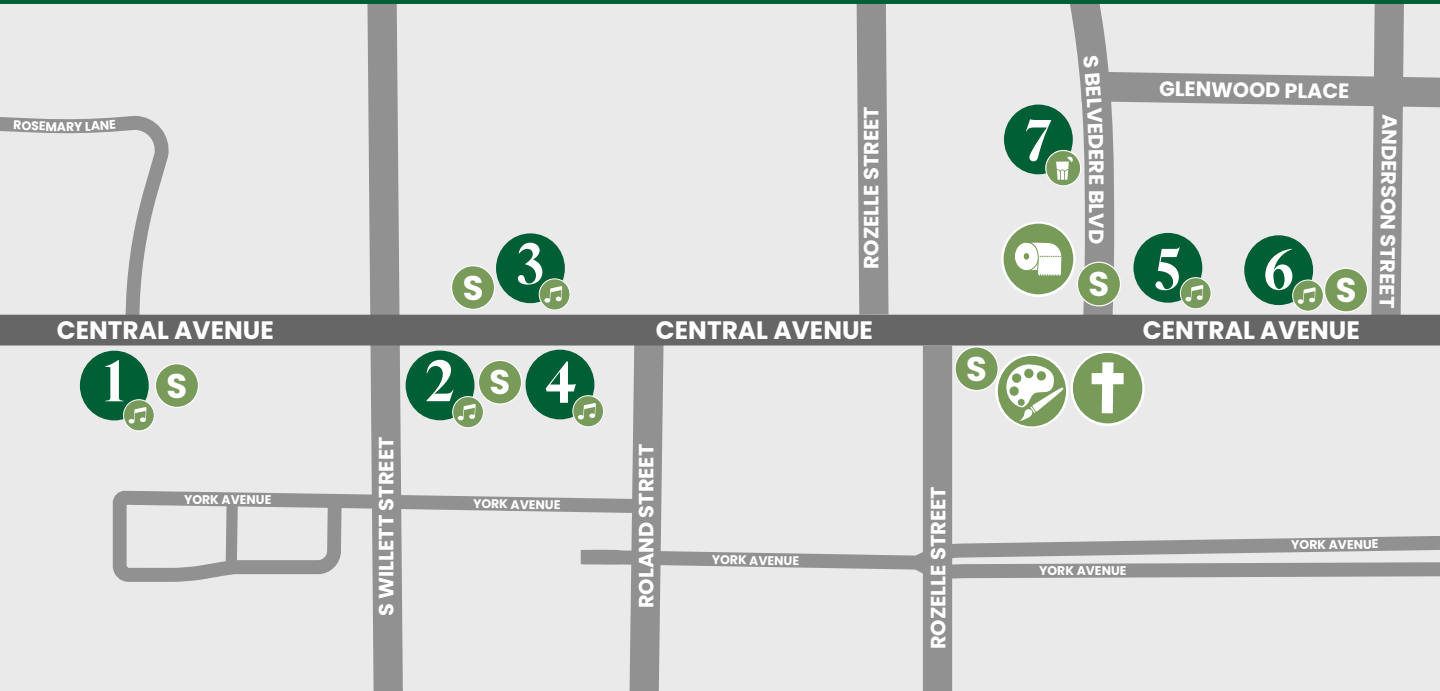 S BELVEDERE BLVD
GLENWOOD PLACE
ROSEMARY LANE
ROZELLE STREET
7
ANDERSON STREET
3
S
5
6
S
S
CENTRAL AVENUE
CENTRAL AVENUE
CENTRAL AVENUE
1
S
2
S
4
S
S WILLETT STREET
ROLAND STREET
ROZELLE STREET
YORK AVENUE
YORK AVENUE
YORK AVENUE
YORK AVENUE
YORK AVENUE